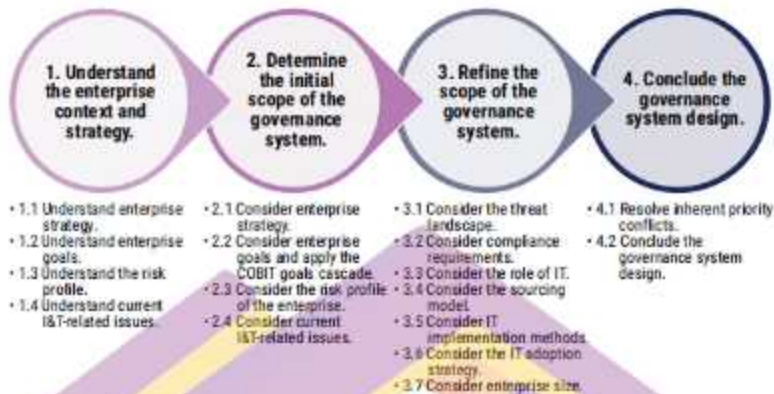 1. Understand
the enterprise
context and
strategy.
2. Determine
the initial
scope of the
governance
system.
3. Refine the
scope of the
governance
system.
4. Conclude the
governance
system design.
• 1.1 Understand enterprise
strategy.
• 1.2 Understand enterprise
goals.
• 1.3 Understand the risk
profile.
• 1.4 Understand current
I&T-related issues.
• 2.1 Consider enterprise
strategy.
• 2.2 Consider enterprise
goals and apply the
COBIT goals cascade.
• 2.3 Consider the risk profile
of the enterprise.
• 2.4 Consider current
I&T-related issues.
• 3.1 Consider the threat
landscape.
• 3.2 Consider compliance
requirements.
• 3.3 Consider the role of IT.
• 3.4 Consider the sourcing
model.
• 3.5 Consider IT
implementation methods.
• 3.6 Consider the IT adoption
strategy.
• 3.7 Consider enterprise size.
• 4.1 Resolve inherent priority
conflicts.
• 4.2 Conclude the
governance system
design.